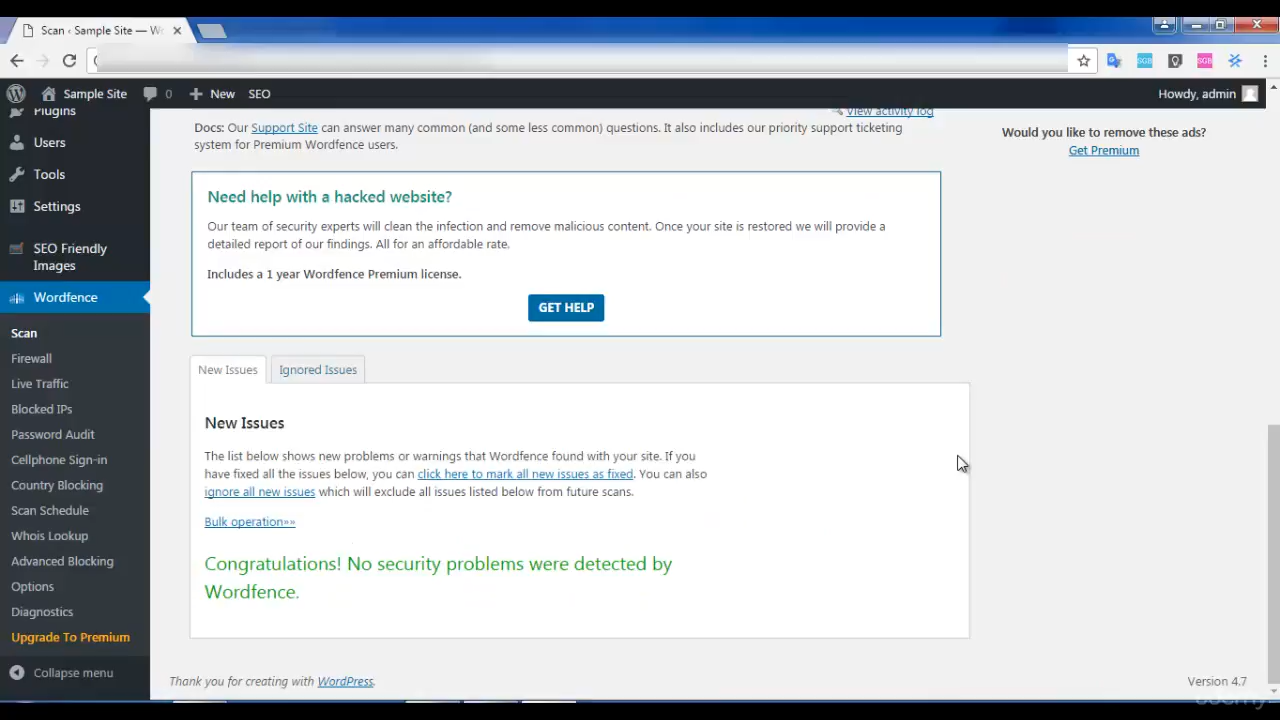 Scan ‹ Sample Site — W
Sample Site
0
New
SEO
Howdy, admin
Plugins
Users
Tools
Settings
SEO Friendly
Images
Wordfence
Scan
Firewall
Live Traffic
Blocked IPs
Password Audit
Cellphone Sign-in
Country Blocking
Scan Schedule
Whois Lookup
Advanced Blocking
Options
Diagnostics
Upgrade To Premium
Collapse menu
View activity log
Docs: Our Support Site can answer many common (and some less common) questions. It also includes our priority support ticketing
system for Premium Wordfence users.
Would you like to remove these ads?
Get Premium
Need help with a hacked website?
Our team of security experts will clean the infection and remove malicious content. Once your site is restored we will provide a
detailed report of our findings. All for an affordable rate.
Includes a 1 year Wordfence Premium license.
GET HELP
New Issues
Ignored Issues
New Issues
The list below shows new problems or warnings that Wordfence found with your site. If you
have fixed all the issues below, you can click here to mark all new issues as fixed. You can also
ignore all new issues which will exclude all issues listed below from future scans.
Bulk operation»»
Congratulations! No security problems were detected by
Wordfence.
Thank you for creating with WordPress.
Version 4.7
udemy